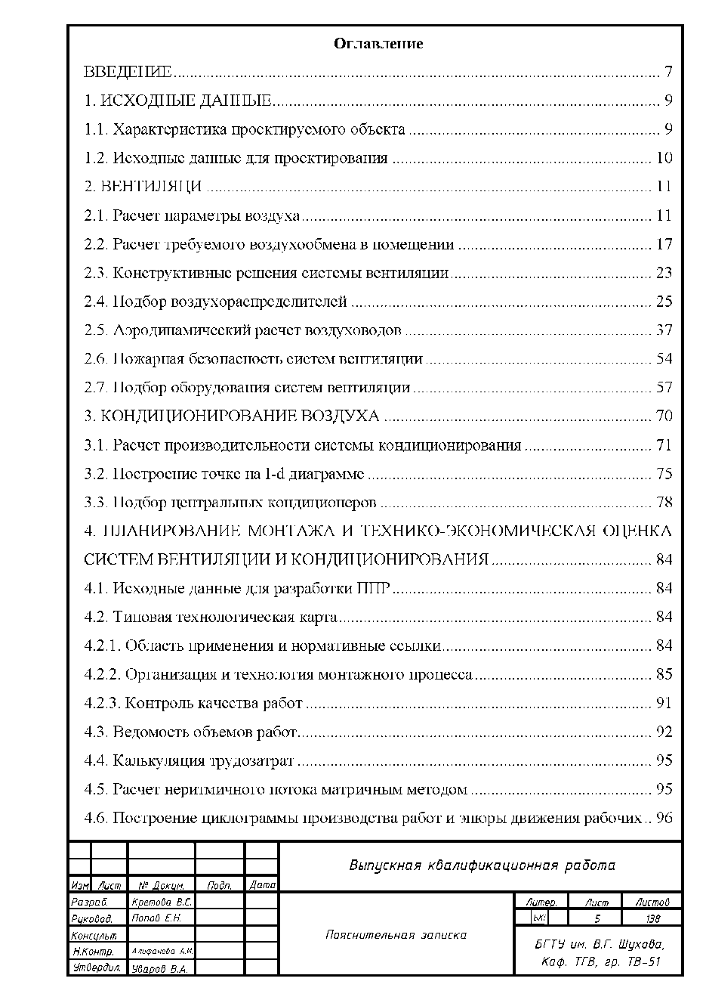 Оглавление
ВВЕДЕНИЕ 7
1. ИСХОДНЫЕ ДАННЫЕ 9
1.1. Характеристика проектируемого объекта 9
1.2. Исходные данные для проектирования 10
2. ВЕНТИЛЯЦИ 11
2.1. Расчет параметры воздуха 11
2.2. Расчет требуемого воздухообмена в помещении 17
2.3. Конструктивные решения системы вентиляции 23
2.4. Подбор воздухораспределителей 25
2.5. Аэродинамический расчет воздуховодов 37
2.6. Пожарная безопасность систем вентиляции 54
2.7. Подбор оборудования систем вентиляции 57
3. КОНДИЦИОНИРОВАНИЕ ВОЗДУХА 70
3.1. Расчет производительности системы кондиционирования 71
3.2. Построение точке на I-d диаграмме 75
3.3. Подбор центральных кондиционеров 78
4. ПЛАНИРОВАНИЕ МОНТАЖА И ТЕХНИКО-ЭКОНОМИЧЕСКАЯ ОЦЕНКА
СИСТЕМ ВЕНТИЛЯЦИИ И КОНДИЦИОНИРОВАНИЯ 84
4.1. Исходные данные для разработки ППР 84
4.2. Типовая технологическая карта 84
4.2.1. Область применения и нормативные ссылки 84
4.2.2. Организация и технология монтажного процесса 85
4.2.3. Контроль качества работ 91
4.3. Ведомость объемов работ 92
4.4. Калькуляция трудозатрат 95
4.5. Расчет неритмичного потока матричным методом 95
4.6. Построение циклограммы производства работ и эпюры движения рабочих 96
Выпускная квалификационная работа
Изм Лист № Докум. Подп. Дата
Разраб. Кретова В.С.
Руковод. Попов Е.Н.
Консульт
Н.Контр. Алифанова А.И.
Утвердил. Уваров В.А.
Пояснительная записка
Литер. Лист Листов
5 138
БГТУ им. В.Г. Шухова,
Каф. ТГВ, гр. ТВ-51